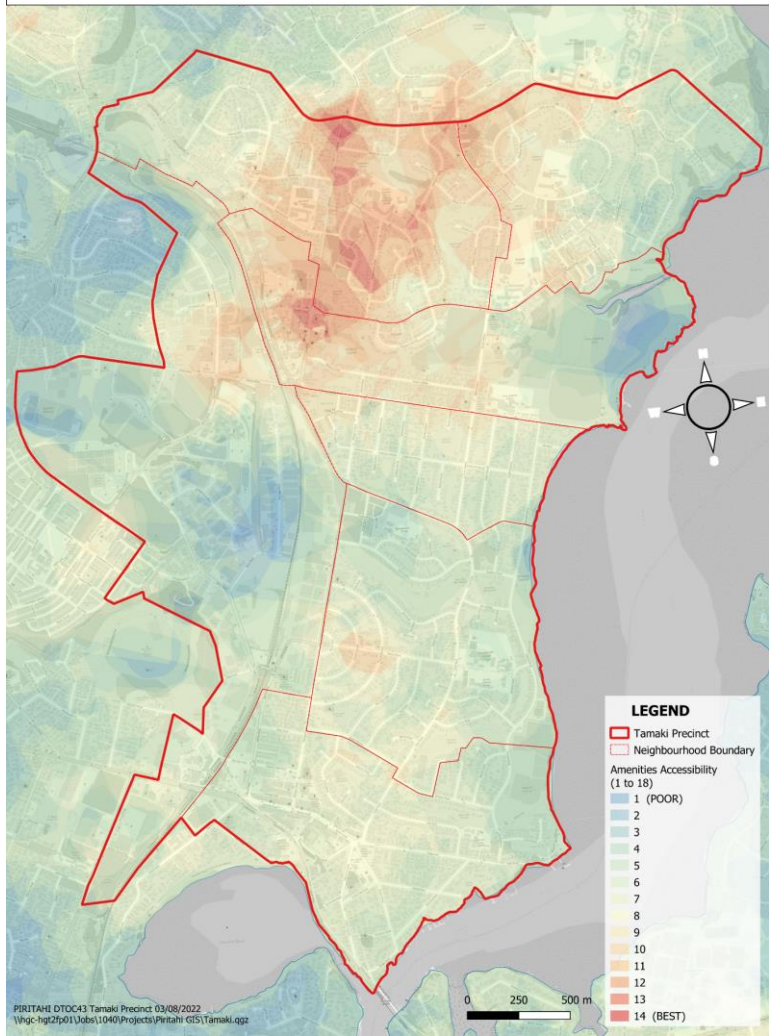 LEGEND
Tamaki Precinct
Neighbourhood Boundary
Amenities Accessibility
(1 to 18)
1 (POOR)
2
3
4
5
6
7
8
9
10
11
12
13
14 (BEST)
0 250 500 m
PIRITAHI DTOC43 Tamaki Precinct 03/08/2022
\\hgc-hgt2fp01\Jobs\1040\Projects\Piritahi GIS\Tamaki.qgz